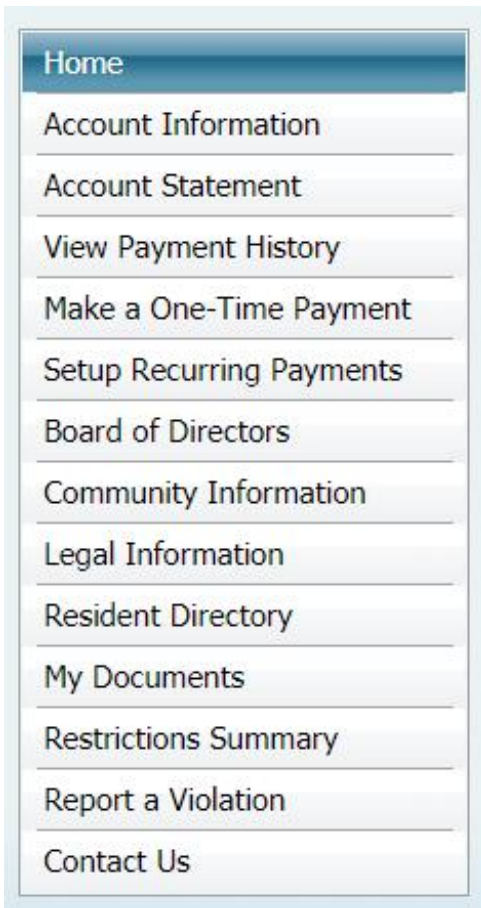 Home
Account Information
Account Statement
View Payment History
Make a One-Time Payment
Setup Recurring Payments
Board of Directors
Community Information
Legal Information
Resident Directory
My Documents
Restrictions Summary
Report a Violation
Contact Us